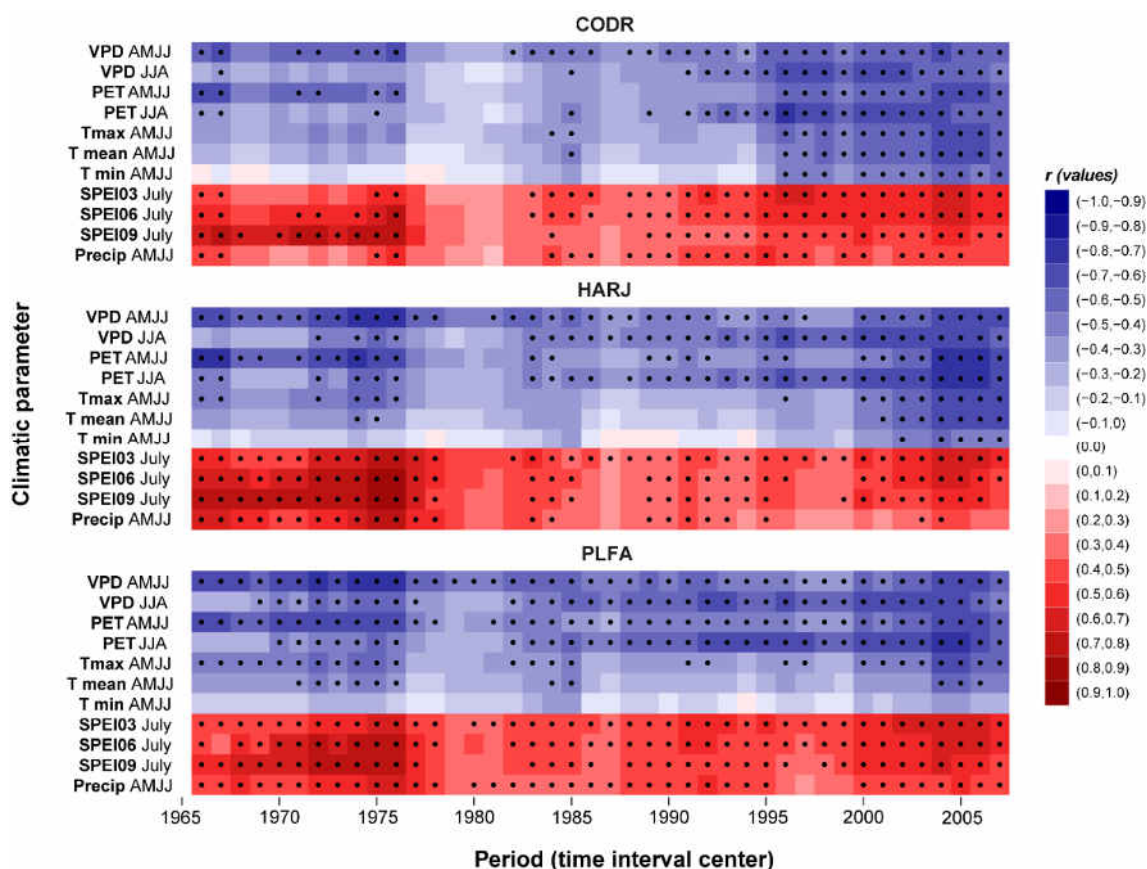 CODR
VPD AMJJ
VPD JJA
PET AMJJ
PET JJA
Tmax AMJJ
T mean AMJJ
T min AMJJ
SPEI03 July
SPEI06 July
SPEI09 July
Precip AMJJ
HARJ
VPD AMJJ
VPD JJA
PET AMJJ
PET JJA
Tmax AMJJ
T mean AMJJ
T min AMJJ
SPEI03 July
SPEI06 July
SPEI09 July
Precip AMJJ
PLFA
VPD AMJJ
VPD JJA
PET AMJJ
PET JJA
Tmax AMJJ
T mean AMJJ
T min AMJJ
SPEI03 July
SPEI06 July
SPEI09 July
Precip AMJJ
1965 1970 1975 1980 1985 1990 1995 2000 2005
Period (time interval center)
Climatic parameter
r (values)
(−1.0,−0.9)
(−0.9,−0.8)
(−0.8,−0.7)
(−0.7,−0.6)
(−0.6,−0.5)
(−0.5,−0.4)
(−0.4,−0.3)
(−0.3,−0.2)
(−0.2,−0.1)
(−0.1,0)
(0.0)
(0,0.1)
(0.1,0.2)
(0.2,0.3)
(0.3,0.4)
(0.4,0.5)
(0.5,0.6)
(0.6,0.7)
(0.7,0.8)
(0.8,0.9)
(0.9,1.0)